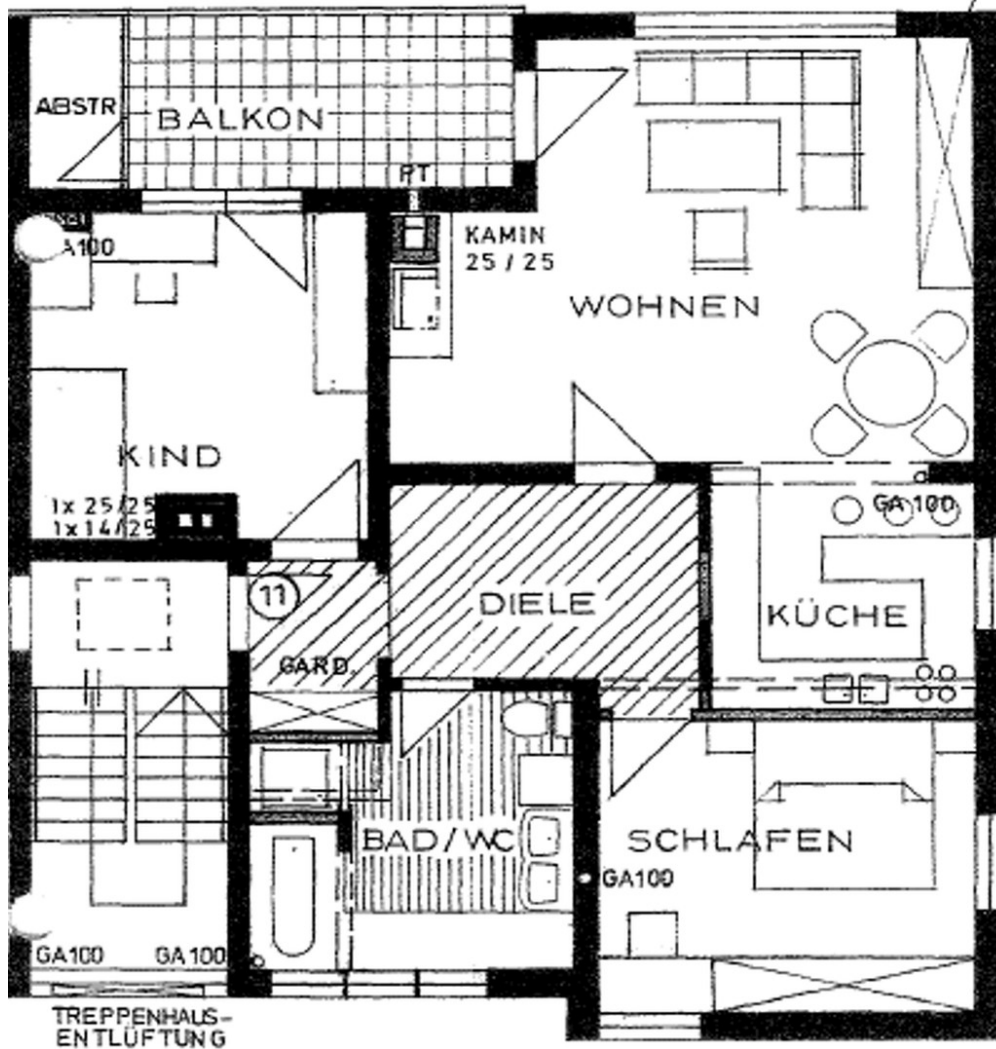 ABSTR
BALKON
PT
GA100
KAMIN
25 / 25
WOHNEN
KIND
1x 25/25
1x 14/25
GA 100
11
DIELE
KÜCHE
GARD.
BAD/WC
SCHLAFEN
GA100
GA100
GA100
TREPPENHAUS-
ENTLÜFTUNG